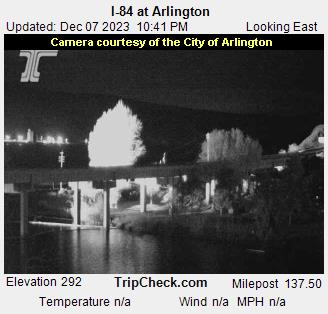 I-84 at Arlington
Updated: Dec 07 2023 10:41 PM Looking East
Camera courtesy of the City of Arlington
Elevation 292 TripCheck.com Milepost 137.50
Temperature n/a Wind n/a MPH n/a